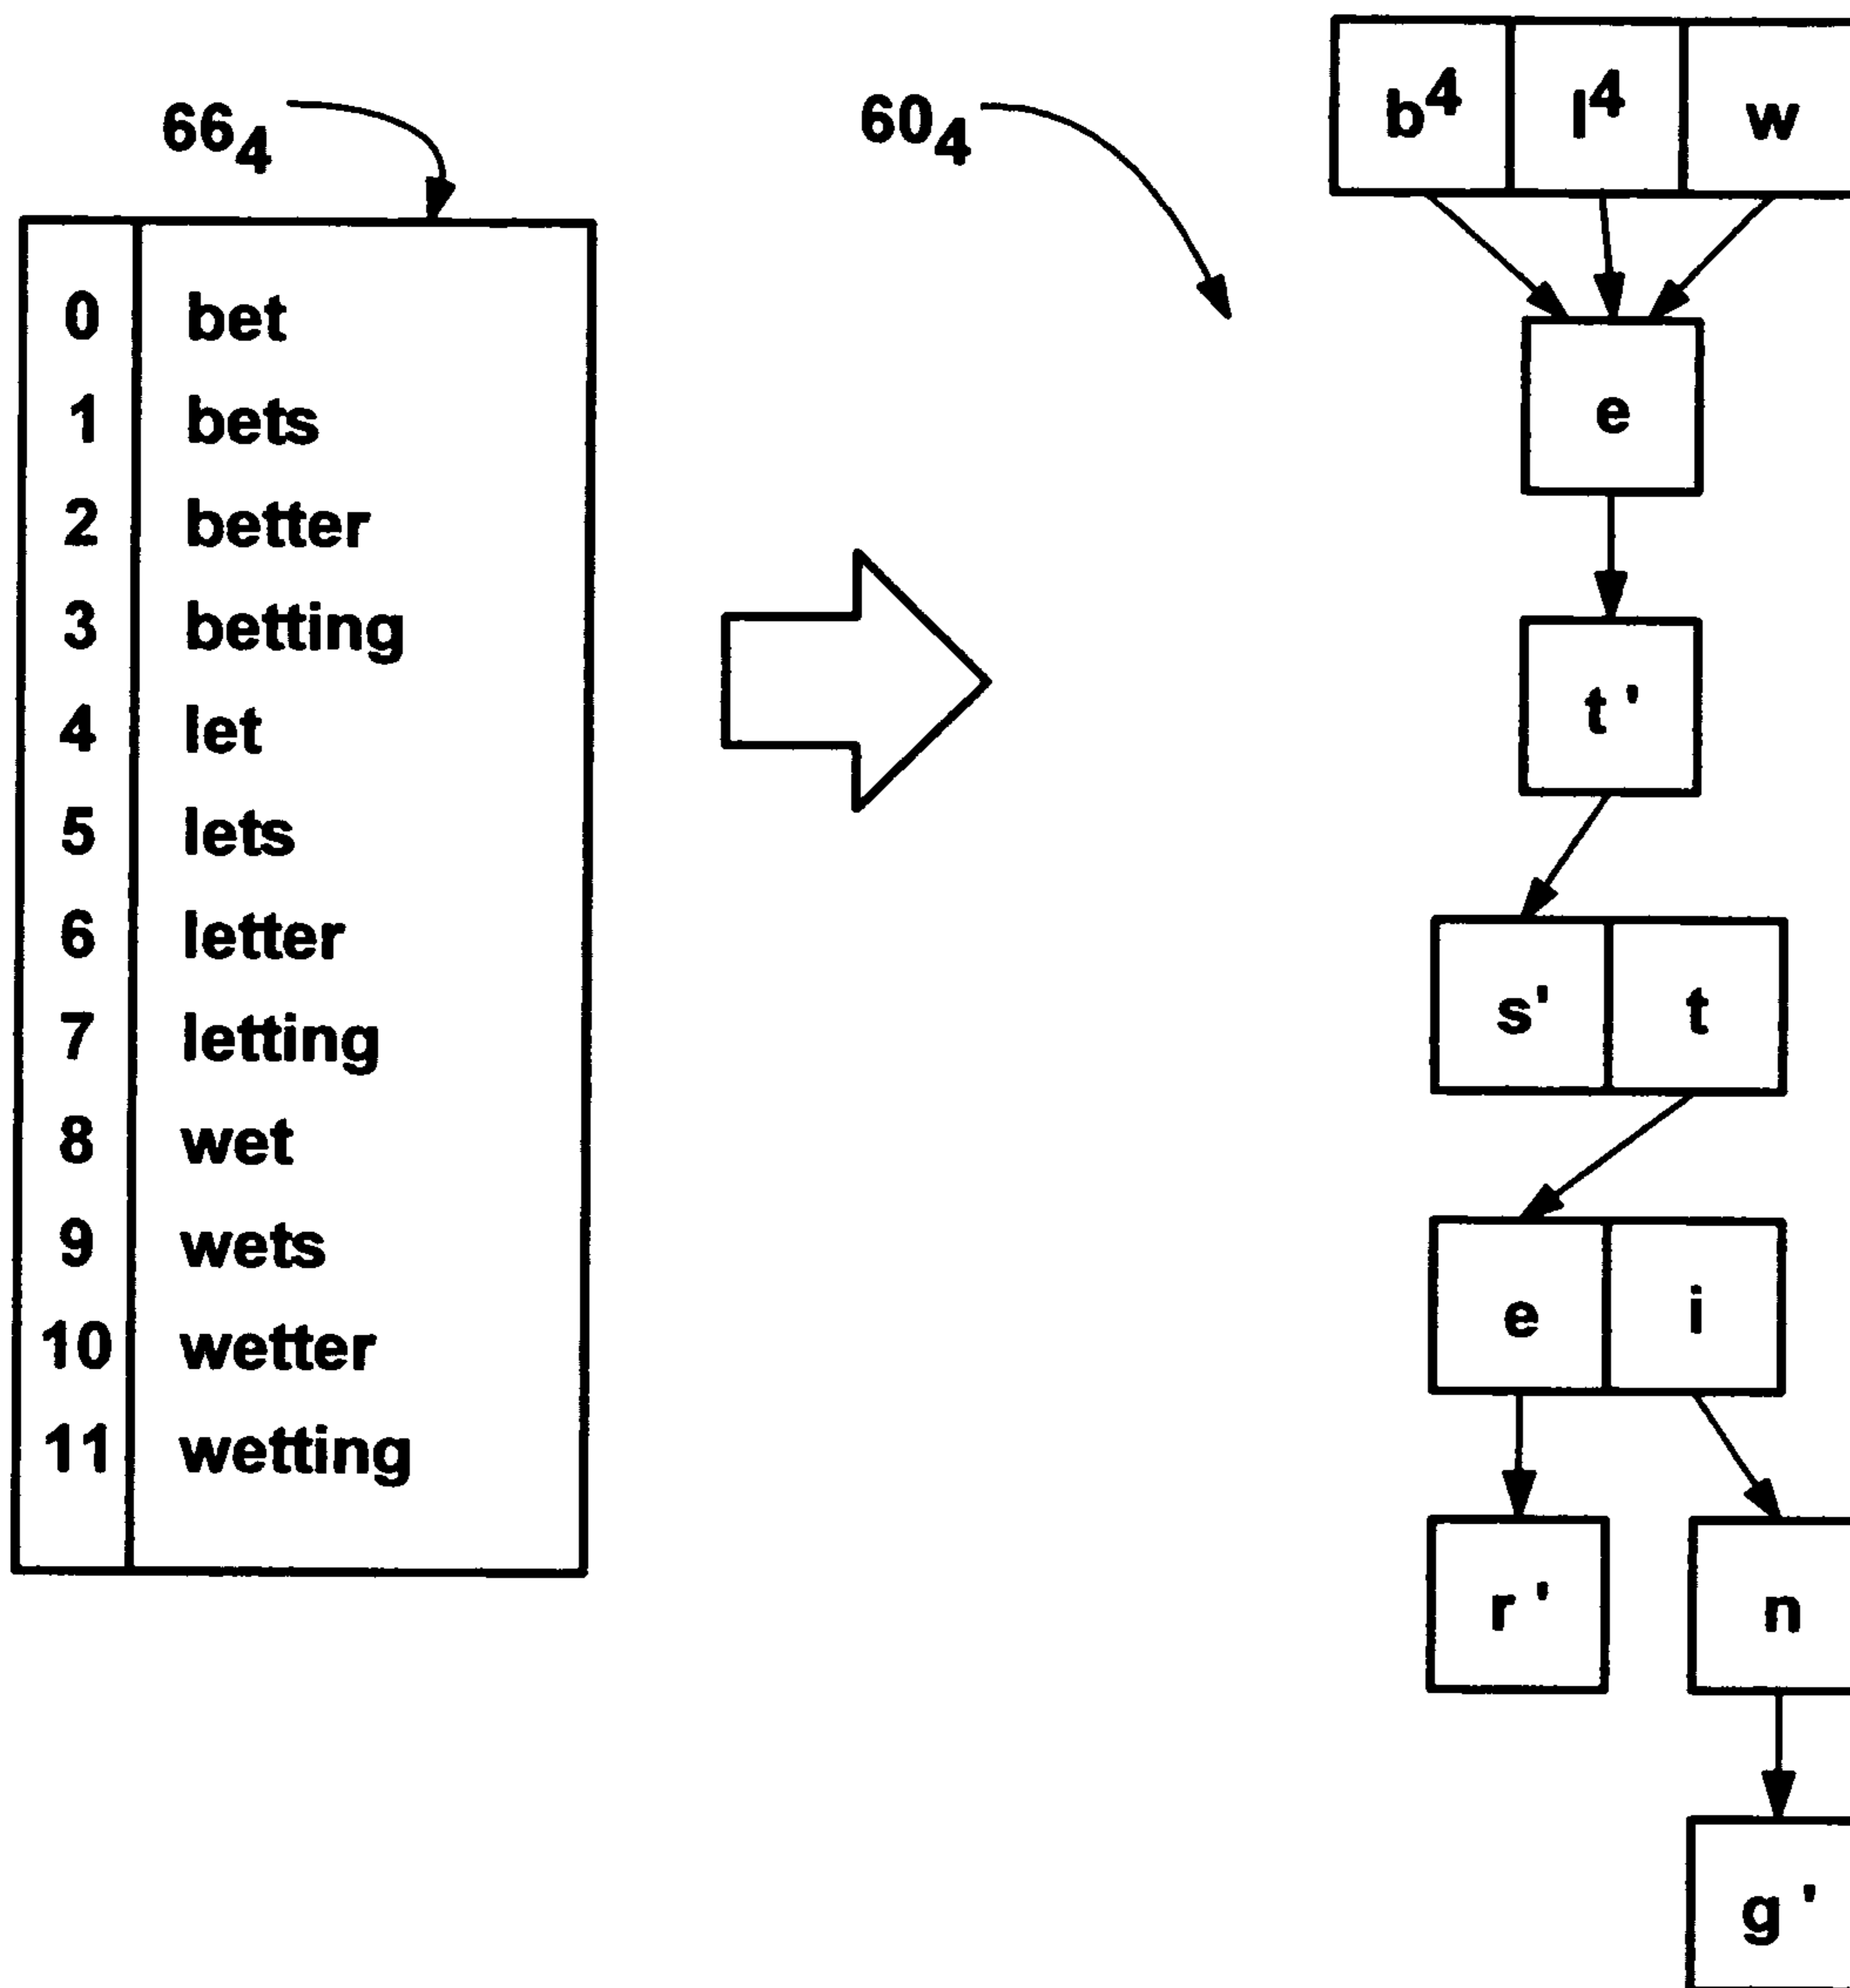 66₄
0 bet
1 bets
2 better
3 betting
4 let
5 lets
6 letter
7 letting
8 wet
9 wets
10 wetter
11 wetting
60₄
b⁴ l⁴ w
e
t'
s' t
e i
r' n
g'